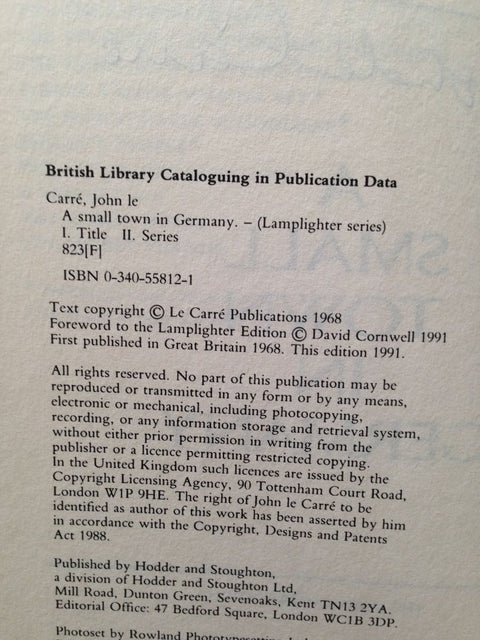 British Library Cataloguing in Publication Data
Carré, John le
A small town in Germany. – (Lamplighter series)
I. Title II. Series
823[F]
ISBN 0-340-55812-1
Text copyright © Le Carré Publications 1968
Foreword to the Lamplighter Edition © David Cornwell 1991
First published in Great Britain 1968. This edition 1991.
All rights reserved. No part of this publication may be
reproduced or transmitted in any form or by any means,
electronic or mechanical, including photocopying,
recording, or any information storage and retrieval system,
without either prior permission in writing from the
publisher or a licence permitting restricted copying.
In the United Kingdom such licences are issued by the
Copyright Licensing Agency, 90 Tottenham Court Road,
London W1P 9HE. The right of John le Carré to be
identified as author of this work has been asserted by him
in accordance with the Copyright, Designs and Patents
Act 1988.
Published by Hodder and Stoughton,
a division of Hodder and Stoughton Ltd,
Mill Road, Dunton Green, Sevenoaks, Kent TN13 2YA.
Editorial Office: 47 Bedford Square, London WC1B 3DP.
Photoset by Rowland Phototypesetting